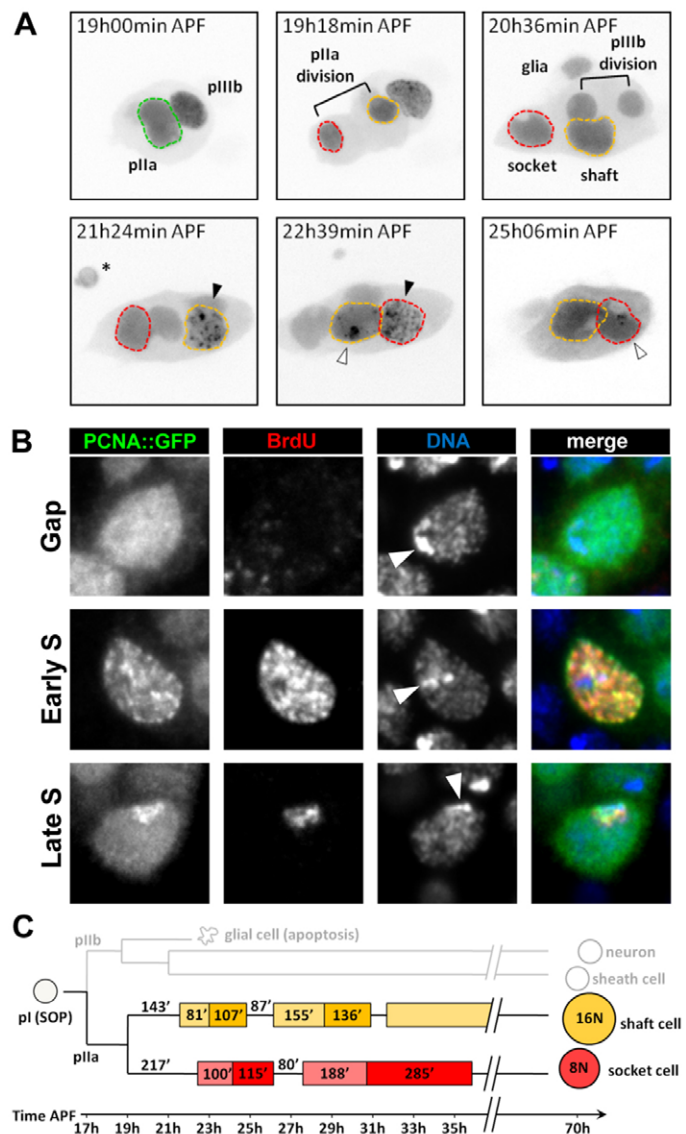 A
19h00min APF
pIIIb
pIIa
19h18min APF
pIIa
division
20h36min APF
pIIIb
division
glia
socket
shaft
21h24min APF
*
22h39min APF
25h06min APF
B
PCNA::GFP BrdU DNA merge
Gap
Early S
Late S
C
pIIb
glial cell (apoptosis)
neuron
sheath cell
pI (SOP)
143′ 81′ 107′ 87′ 155′ 136′ 16N shaft cell
pIIa
217′ 100′ 115′ 80′ 188′ 285′ 8N socket cell
Time APF
17h 19h 21h 23h 25h 27h 29h 31h 33h 35h 70h